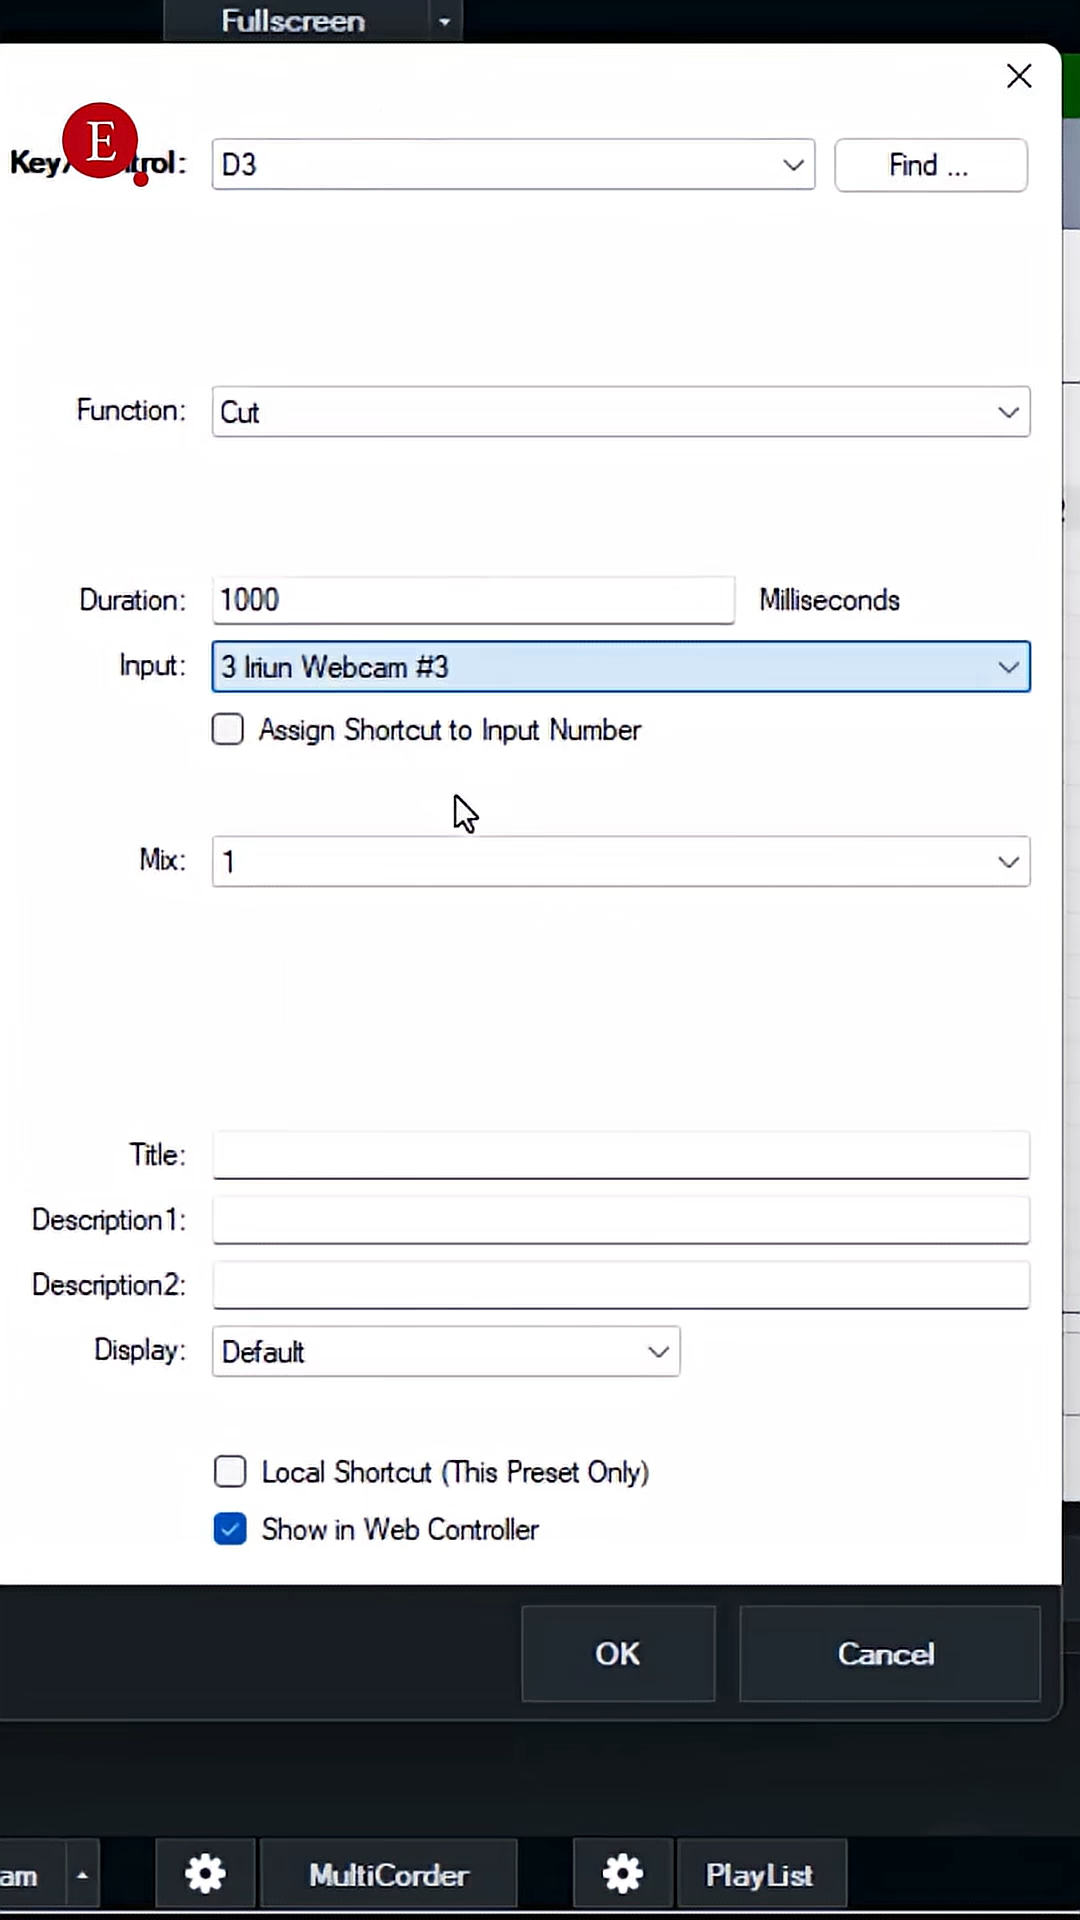 Fullscreen
E
Key/ trol: D3 Find ...
Function: Cut
Duration: 1000 Milliseconds
Input: 3 Iriun Webcam #3
Assign Shortcut to Input Number
Mix: 1
Title:
Description1:
Description2:
Display: Default
Local Shortcut (This Preset Only)
Show in Web Controller
OK Cancel
am MultiCorder PlayList